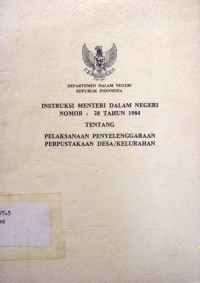 DEPARTEMEN DALAM NEGERI
REPUBLIK INDONESIA
INSTRUKSI MENTERI DALAM NEGERI
NOMOR : 28 TAHUN 1984
TENTANG
PELAKSANAAN PENYELENGGARAAN
PERPUSTAKAAN DESA/KELURAHAN